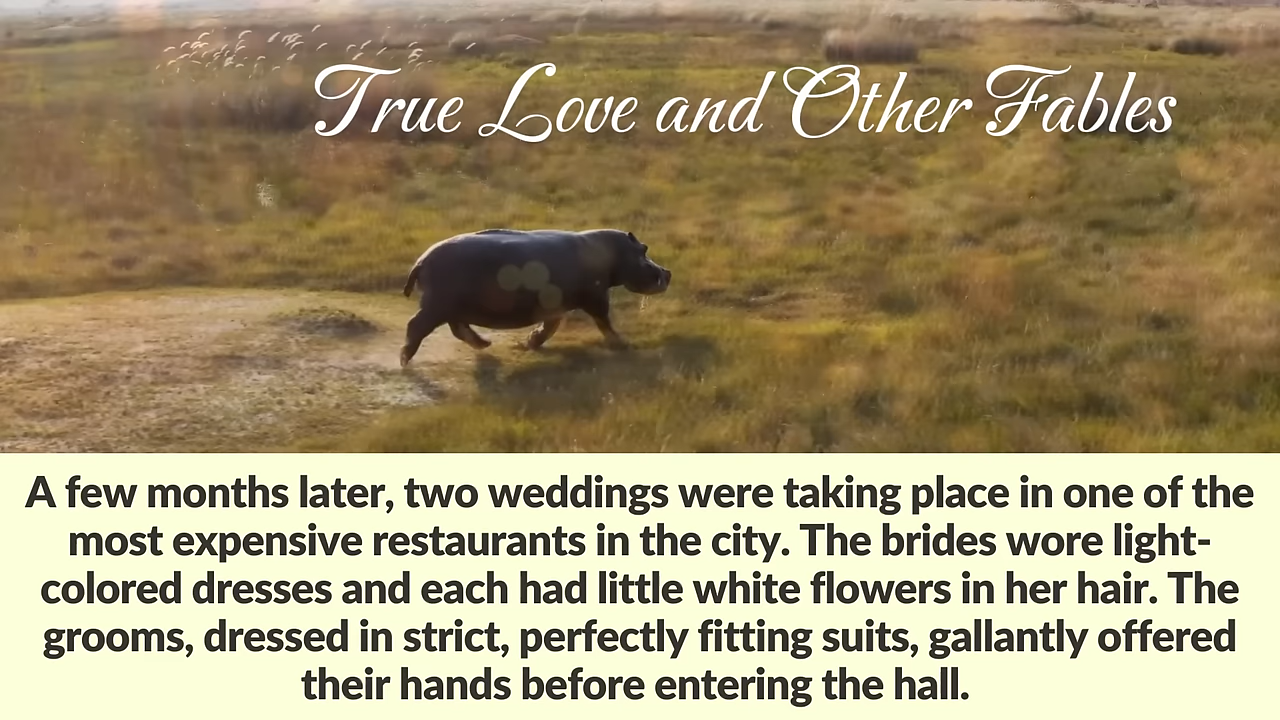 True Love and Other Fables
A few months later, two weddings were taking place in one of the
most expensive restaurants in the city. The brides wore light-
colored dresses and each had little white flowers in her hair. The
grooms, dressed in strict, perfectly fitting suits, gallantly offered
their hands before entering the hall.